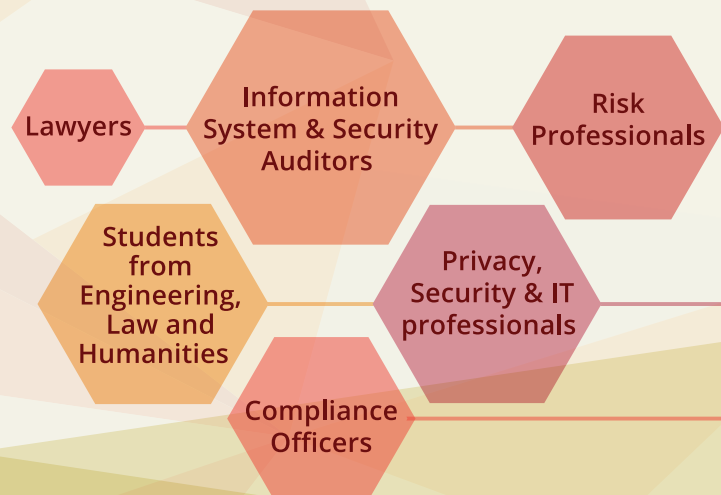 Lawyers
Information
System & Security
Auditors
Risk
Professionals
Students
from
Engineering,
Law and
Humanities
Privacy,
Security & IT
professionals
Compliance
Officers